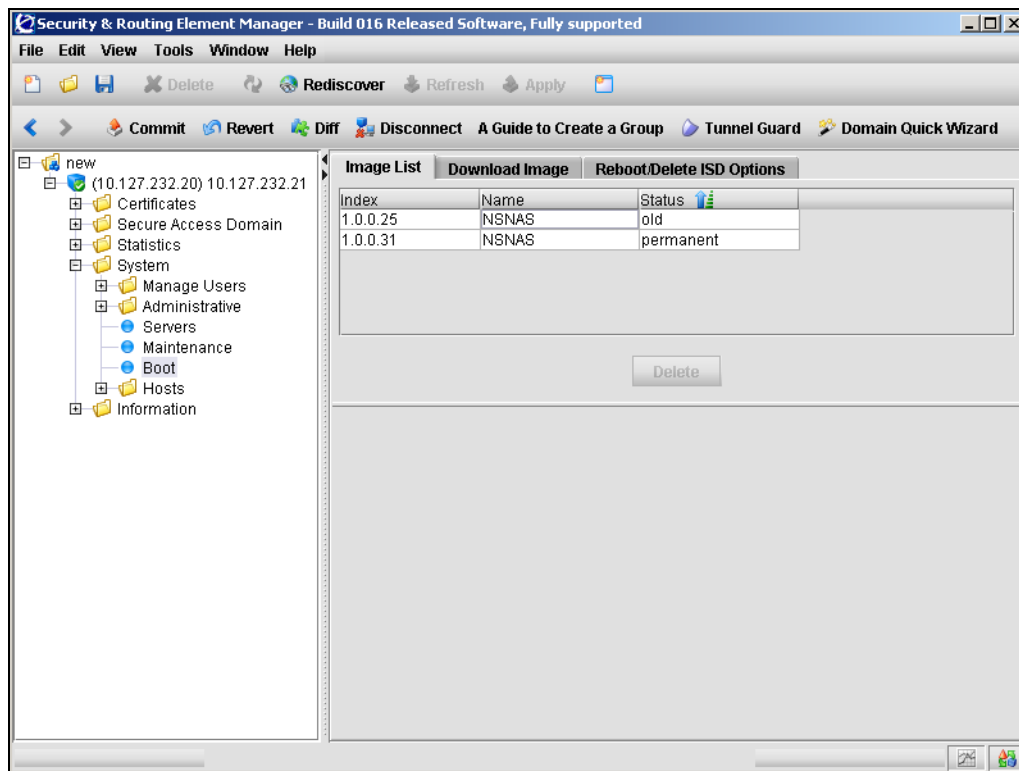 Security & Routing Element Manager - Build 016 Released Software, Fully supported
File Edit View Tools Window Help
Delete Rediscover Refresh Apply
Commit Revert Diff Disconnect A Guide to Create a Group Tunnel Guard Domain Quick Wizard
new
(10.127.232.20) 10.127.232.21
Certificates
Secure Access Domain
Statistics
System
Manage Users
Administrative
Servers
Maintenance
Boot
Hosts
Information
Image List Download Image Reboot/Delete ISD Options
Index Name Status
1.0.0.25 NSNAS old
1.0.0.31 NSNAS permanent
Delete